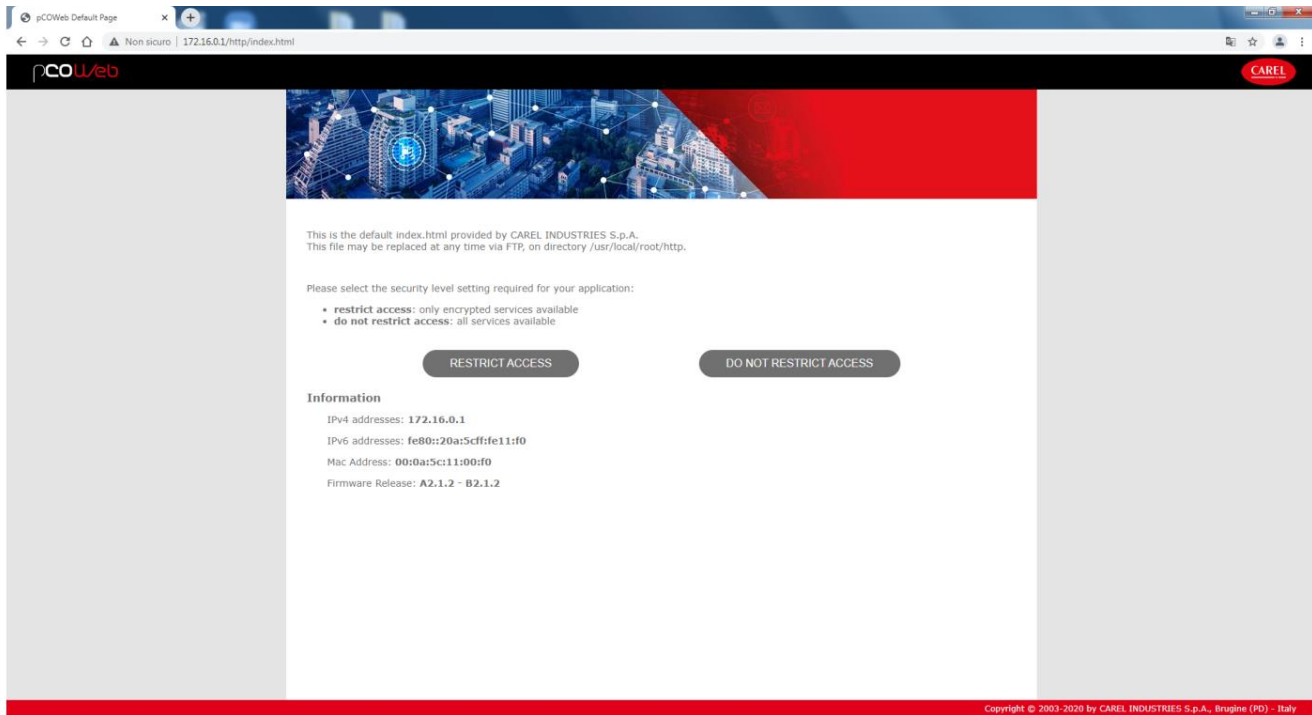 pCOWeb Default Page
Non sicuro | 172.16.0.1/http/index.html
pCOWeb
CAREL
This is the default index.html provided by CAREL INDUSTRIES S.p.A.
This file may be replaced at any time via FTP, on directory /usr/local/root/http.
Please select the security level setting required for your application:
• restrict access: only encrypted services available
• do not restrict access: all services available
RESTRICT ACCESS
DO NOT RESTRICT ACCESS
Information
IPv4 addresses: 172.16.0.1
IPv6 addresses: fe80::20a:5cff:fe11:f0
Mac Address: 00:0a:5c:11:00:f0
Firmware Release: A2.1.2 - B2.1.2
Copyright © 2003-2020 by CAREL INDUSTRIES S.p.A., Brugine (PD) - Italy